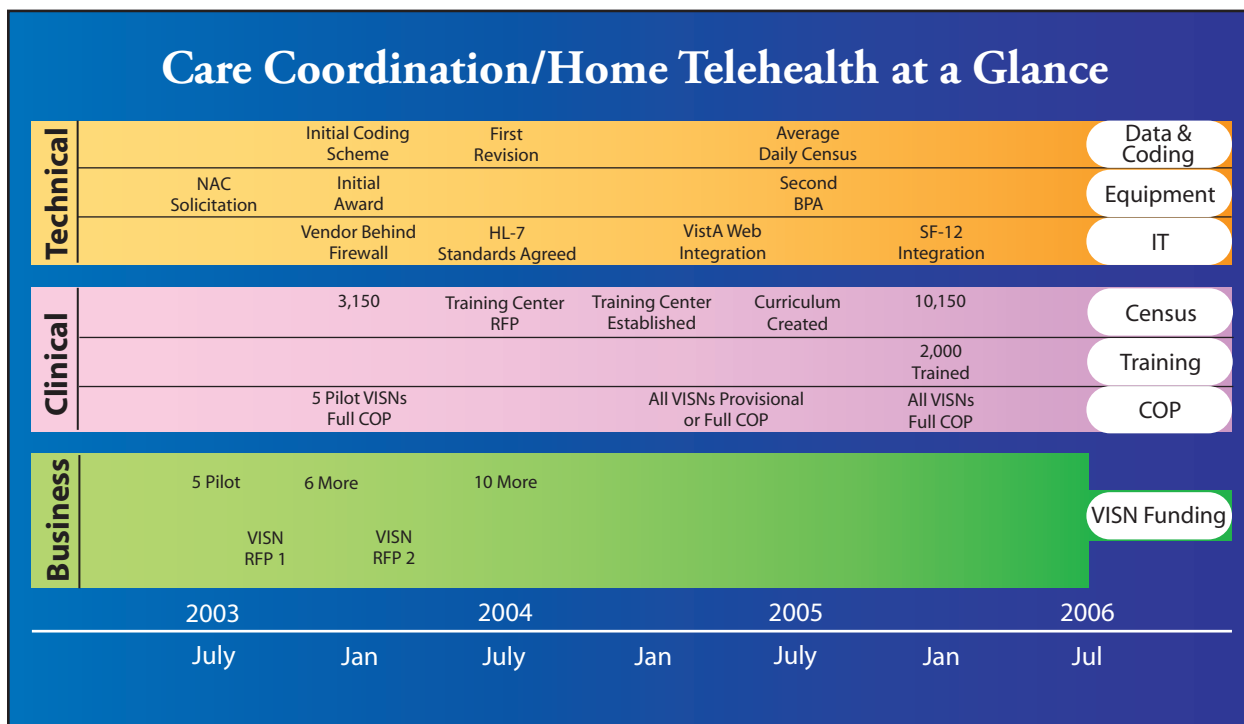 Care Coordination/Home Telehealth at a Glance
Technical
Initial Coding
Scheme
First
Revision
Average
Daily Census
Data &
Coding
NAC
Solicitation
Initial
Award
Second
BPA
Equipment
Vendor Behind
Firewall
HL-7
Standards Agreed
VistA Web
Integration
SF-12
Integration
IT
Clinical
3,150
Training Center
RFP
Training Center
Established
Curriculum
Created
10,150
Census
2,000
Trained
Training
5 Pilot VISNs
Full COP
All VISNs Provisional
or Full COP
All VISNs
Full COP
COP
Business
5 Pilot
6 More
10 More
VISN
RFP 1
VISN
RFP 2
VISN Funding
2003 2004 2005 2006
July Jan July Jan July Jan Jul